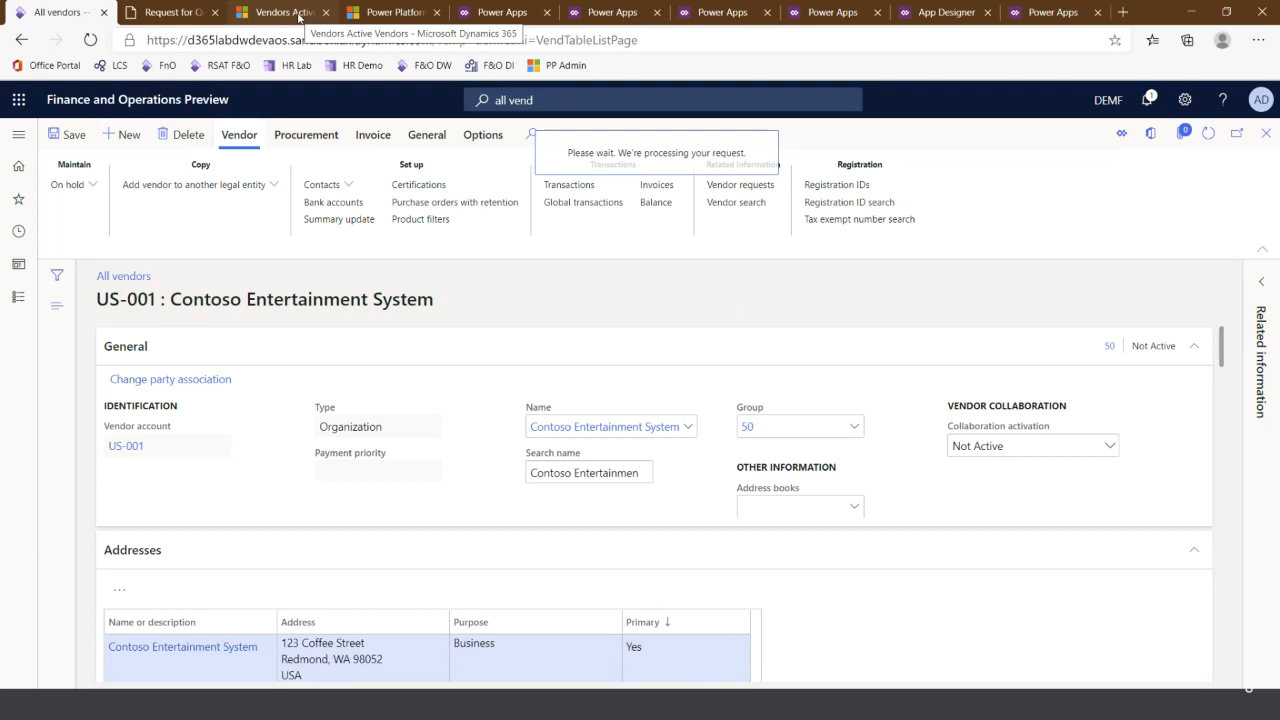 All vendors --
Request for Q
Vendors Activ
Power Platform
Power Apps
Power Apps
Power Apps
Power Apps
App Designer
Power Apps
Vendors Active Vendors - Microsoft Dynamics 365
https://d365labdwdevaos.san
i=VendTableListPage
Office Portal
LCS
FnO
RSAT F&O
HR Lab
HR Demo
F&O DW
F&O DI
PP Admin
Finance and Operations Preview
all vend
DEMF
1
?
AD
Save
New
Delete
Vendor
Procurement
Invoice
General
Options
0
Please wait. We're processing your request.
Maintain
Copy
Set up
Transactions
Related information
Registration
On hold
Add vendor to another legal entity
Contacts
Certifications
Transactions
Invoices
Vendor requests
Registration IDs
Bank accounts
Purchase orders with retention
Global transactions
Balance
Vendor search
Registration ID search
Summary update
Product filters
Tax exempt number search
All vendors
US-001 : Contoso Entertainment System
Related information
General
50
Not Active
Change party association
IDENTIFICATION
Type
Name
Group
VENDOR COLLABORATION
Vendor account
Organization
Contoso Entertainment System
50
Collaboration activation
US-001
Payment priority
Search name
Not Active
Contoso Entertainmen
OTHER INFORMATION
Address books
Addresses
...
Name or description
Address
Purpose
Primary ↓
Contoso Entertainment System
123 Coffee Street
Redmond, WA 98052
USA
Business
Yes